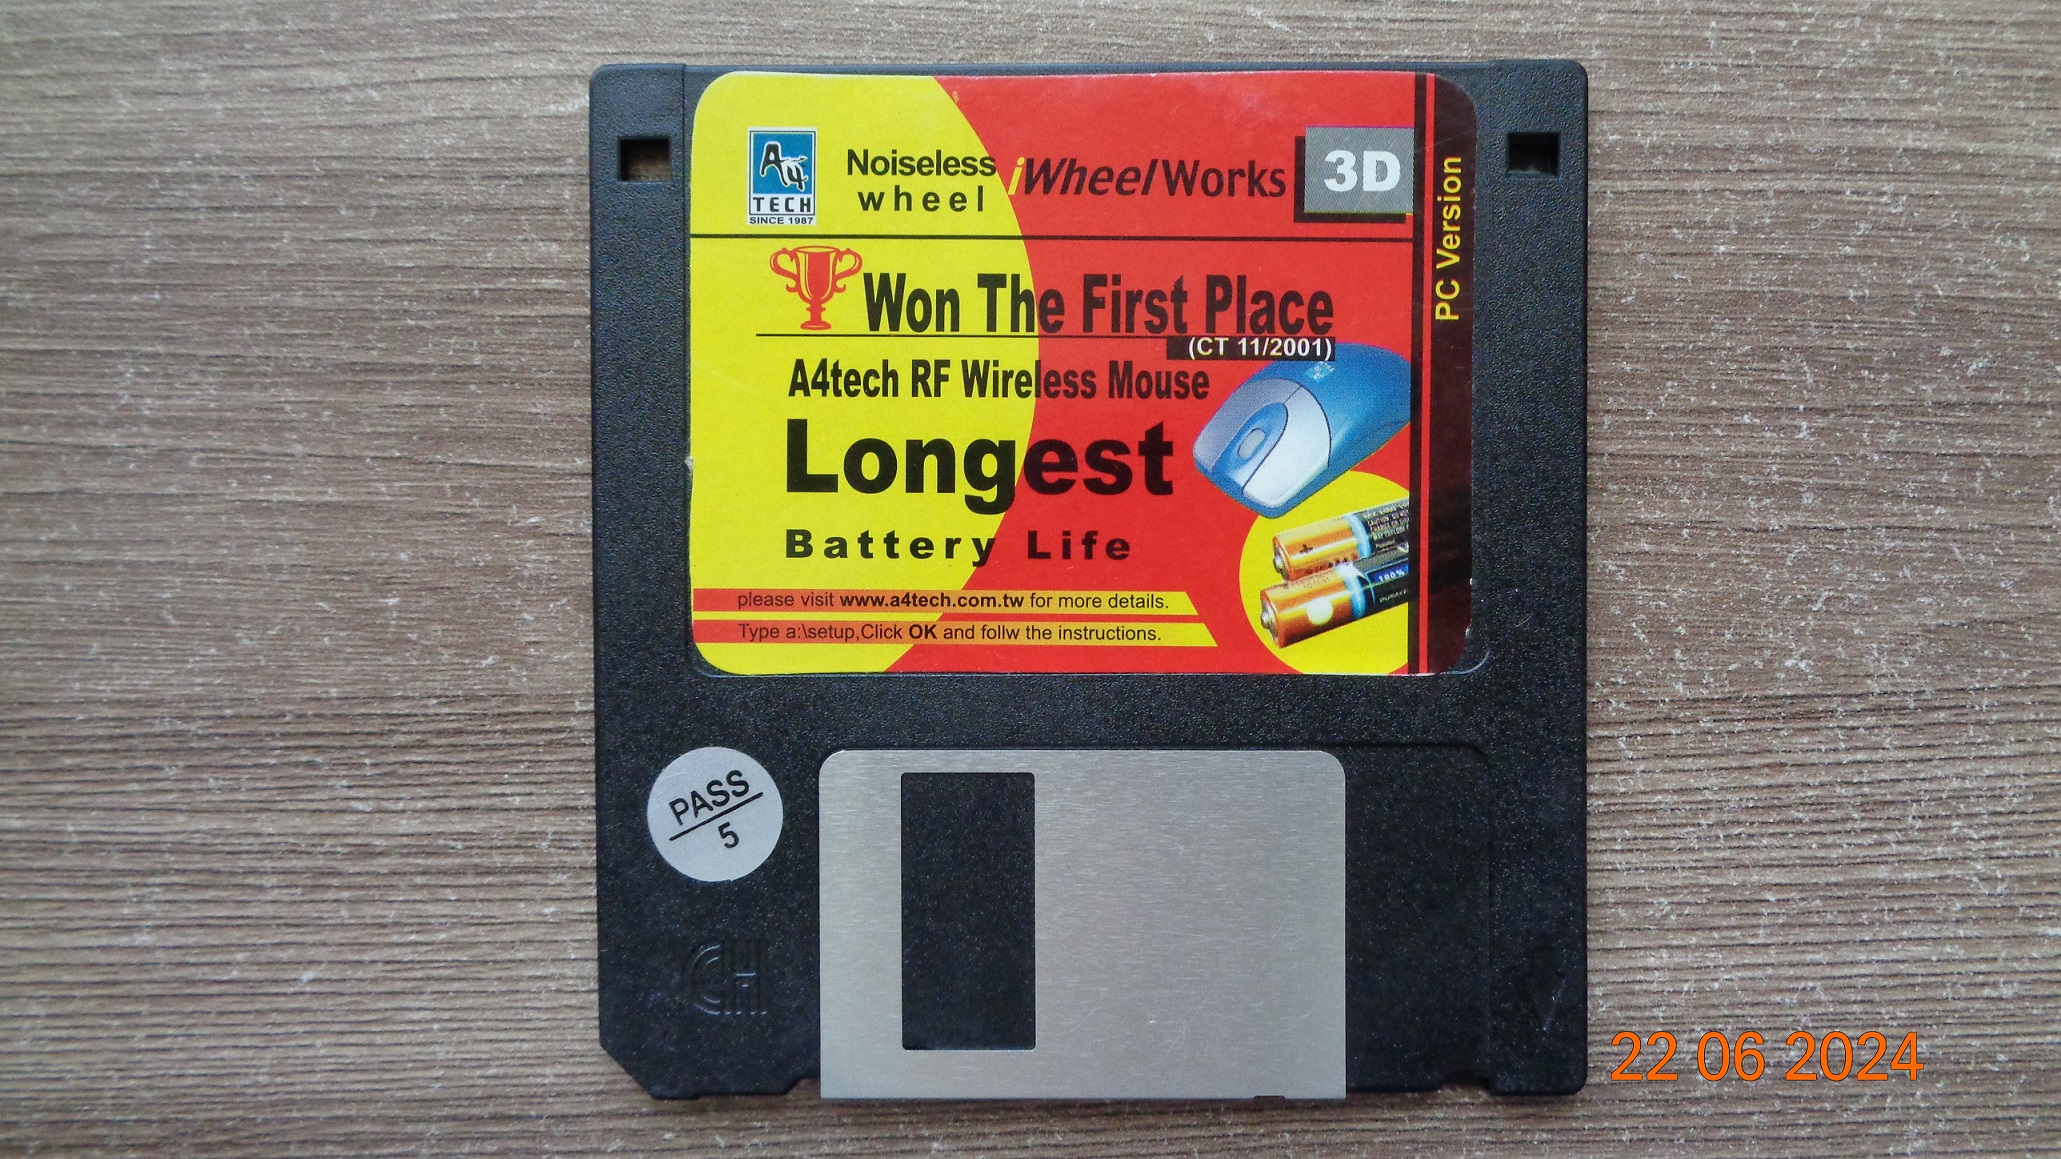 A4
TECH
SINCE 1987
Noiseless
wheel
iWheelWorks
3D
PC Version
Won The First Place
(CT 11/2001)
A4tech RF Wireless Mouse
Longest
Battery Life
100%
please visit www.a4tech.com.tw for more details.
Type a:\setup,Click OK and follw the instructions.
PASS
5
CH
22 06 2024